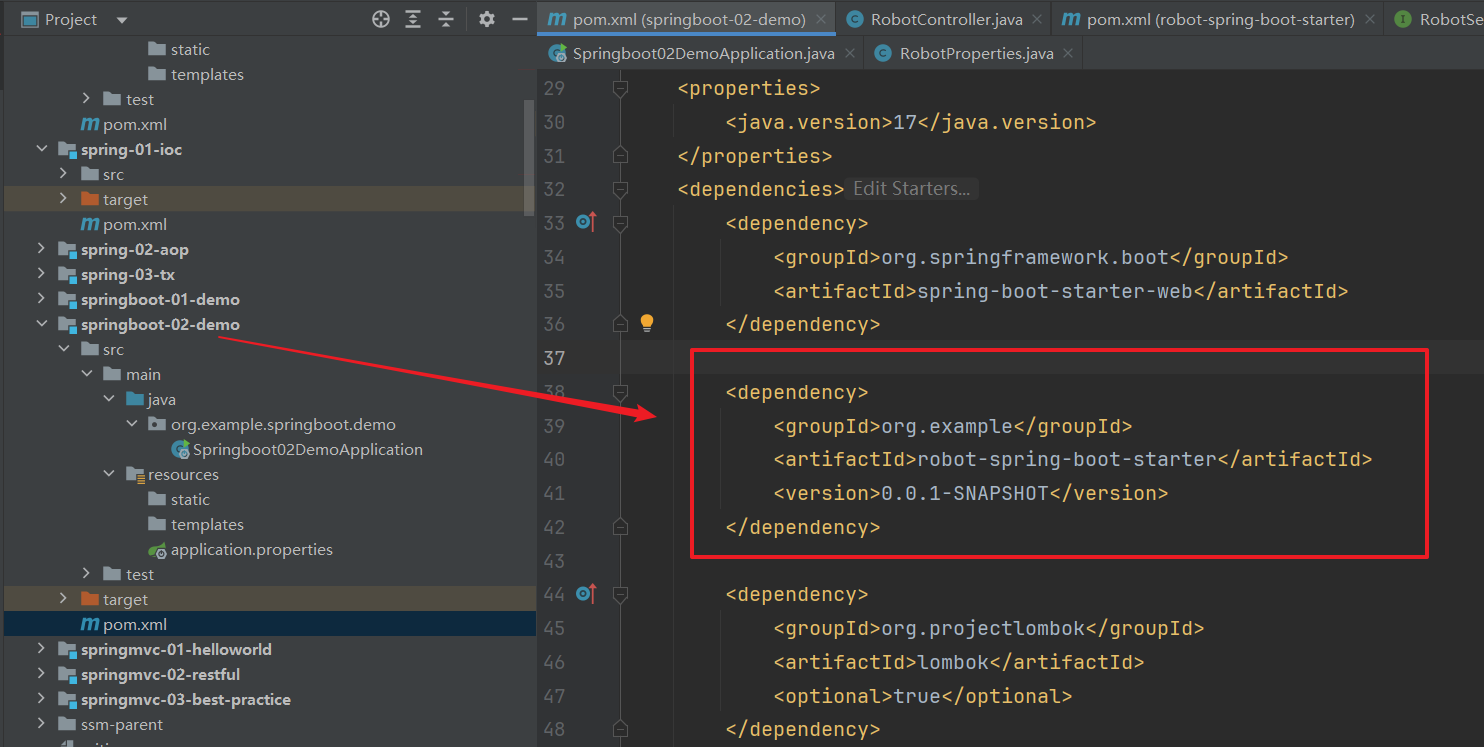 Project
static
templates
test
pom.xml
spring-01-ioc
src
target
pom.xml
spring-02-aop
spring-03-tx
springboot-01-demo
springboot-02-demo
src
main
java
org.example.springboot.demo
Springboot02DemoApplication
resources
static
templates
application.properties
test
target
pom.xml
springmvc-01-helloworld
springmvc-02-restful
springmvc-03-best-practice
ssm-parent
pom.xml (springboot-02-demo)
RobotController.java
pom.xml (robot-spring-boot-starter)
RobotSe
Springboot02DemoApplication.java
RobotProperties.java
29 <properties>
30 <java.version>17</java.version>
31 </properties>
32 <dependencies> Edit Starters...
33 <dependency>
34 <groupId>org.springframework.boot</groupId>
35 <artifactId>spring-boot-starter-web</artifactId>
36 </dependency>
37
38 <dependency>
39 <groupId>org.example</groupId>
40 <artifactId>robot-spring-boot-starter</artifactId>
41 <version>0.0.1-SNAPSHOT</version>
42 </dependency>
43
44 <dependency>
45 <groupId>org.projectlombok</groupId>
46 <artifactId>lombok</artifactId>
47 <optional>true</optional>
48 </dependency>